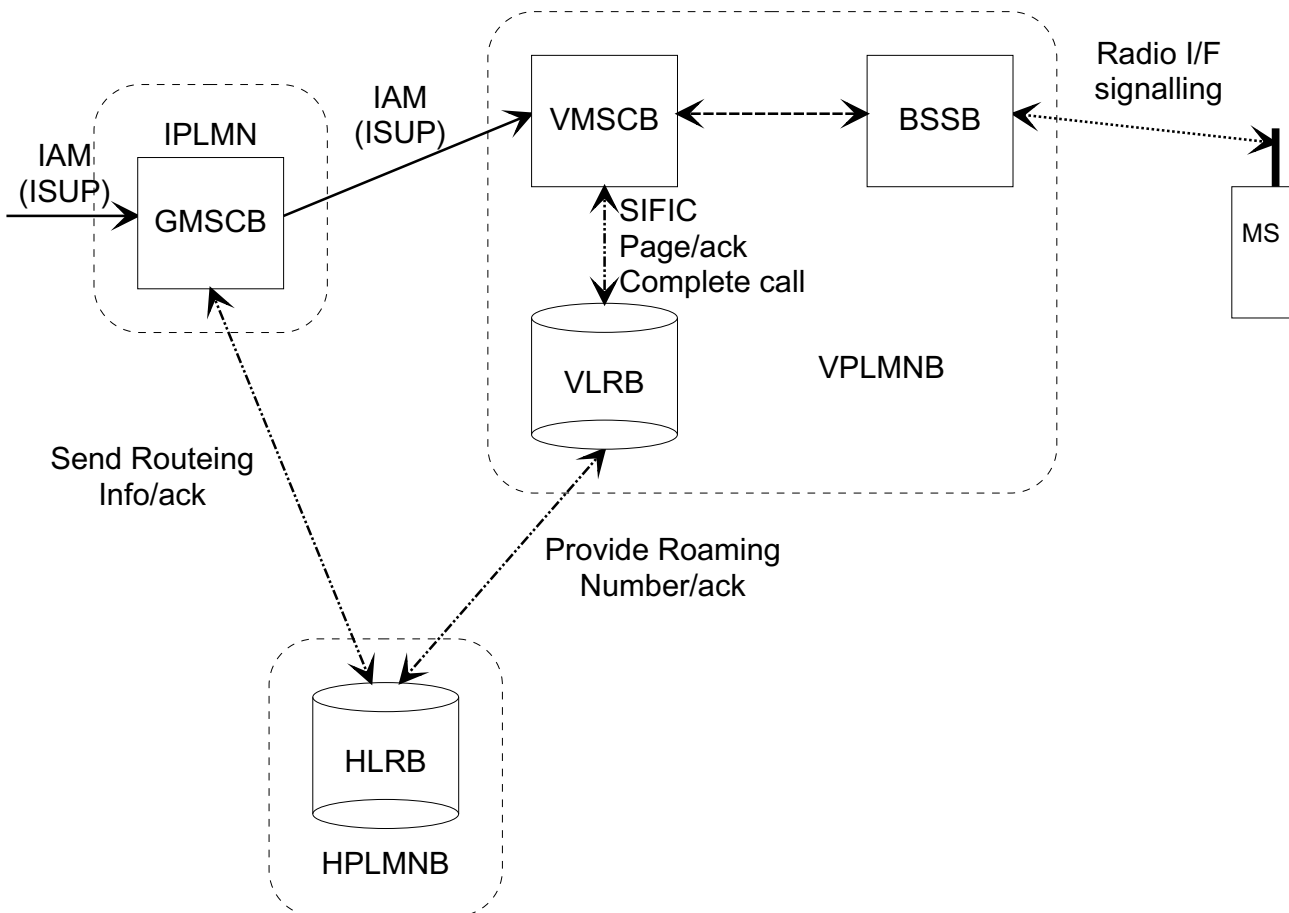 Radio I/F
signalling
IAM
(ISUP)
VMSCB
BSSB
IPLMN
IAM
(ISUP)
GMSCB
MS
SIFIC
Page/ack
Complete call
VLRB
VPLMNB
Send Routeing
Info/ack
Provide Roaming
Number/ack
HLRB
HPLMNB